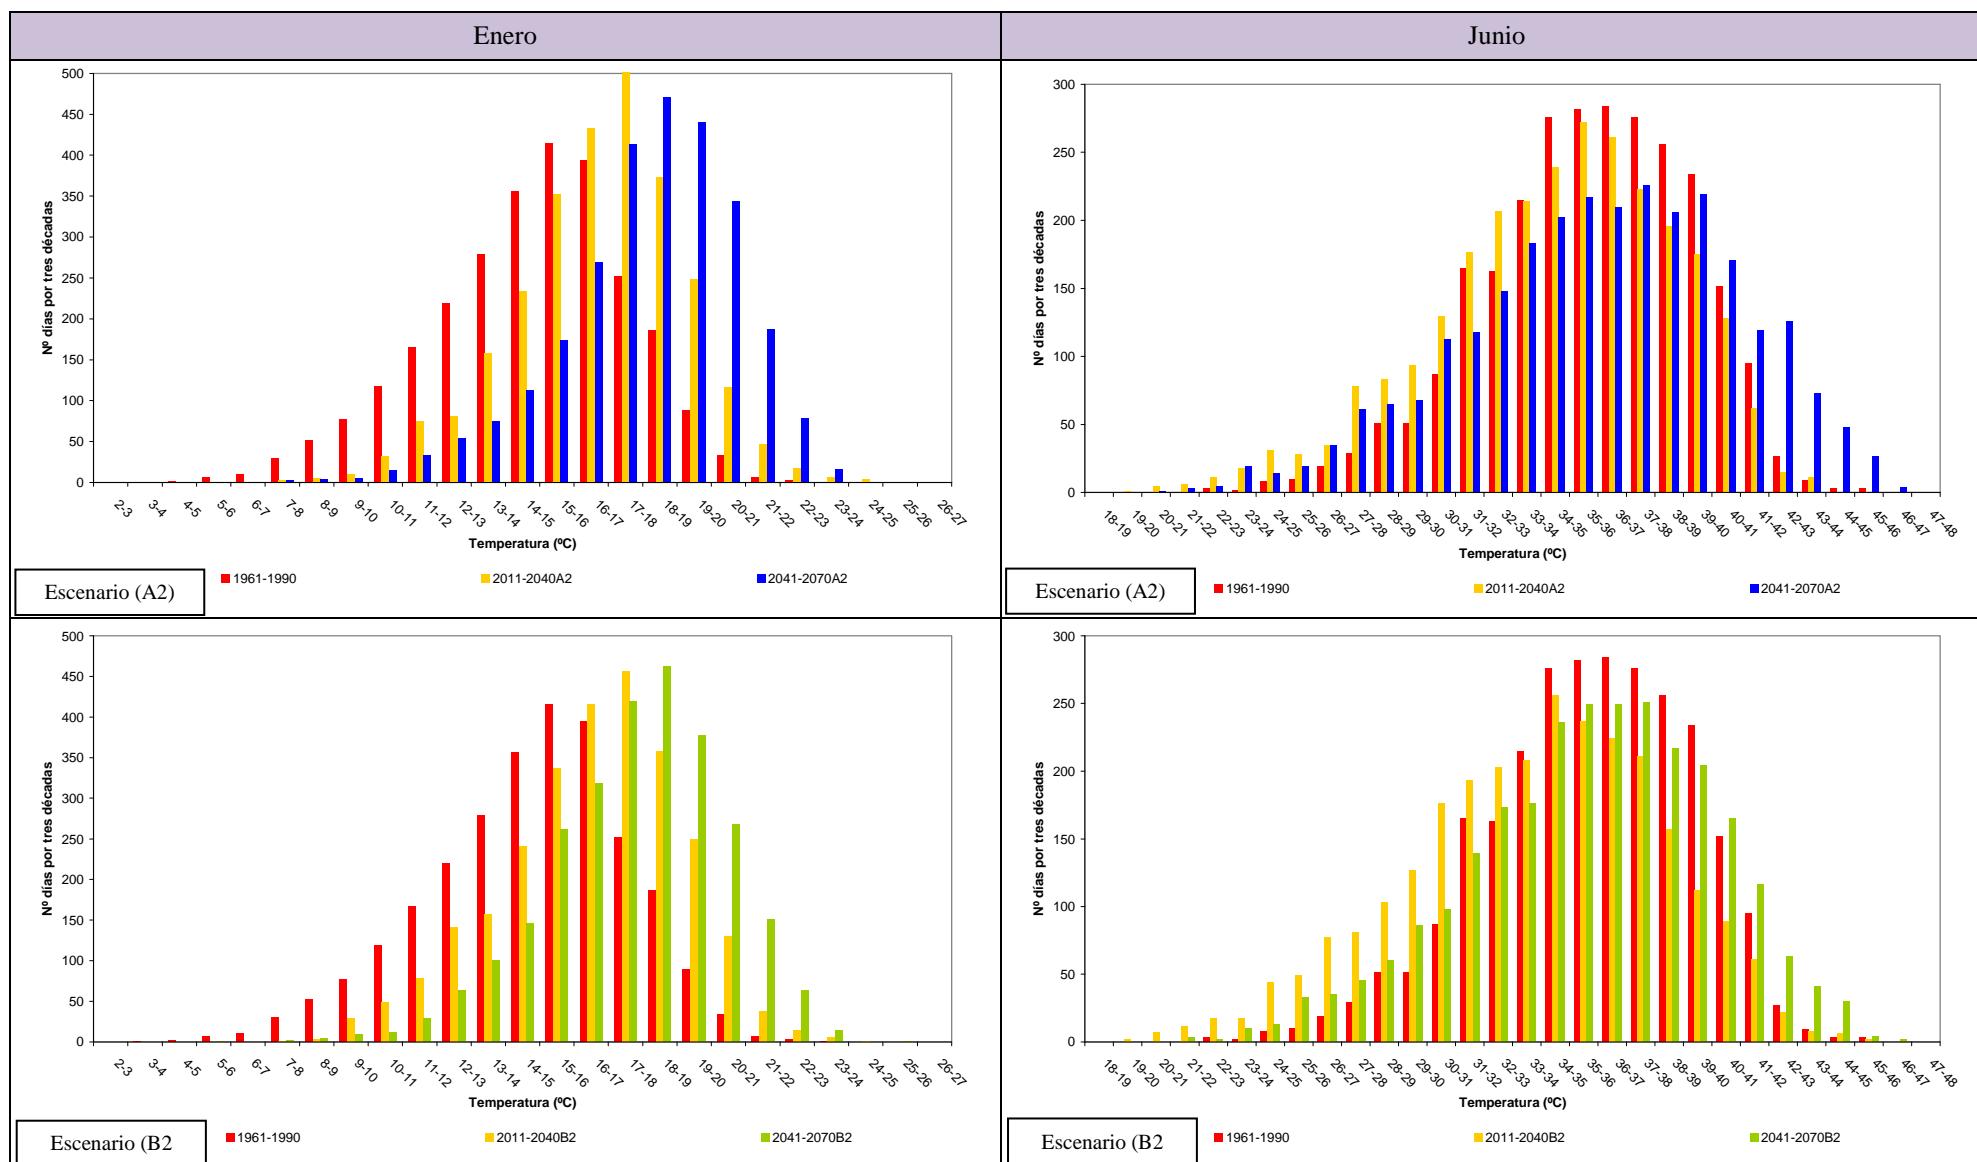 Enero
Junio
500
450
400
350
300
250
200
150
100
50
0
Nº días por tres décadas
2-3 3-4 4-5 5-6 6-7 7-8 8-9 9-10 10-11 11-12 12-13 13-14 14-15 15-16 16-17 17-18 18-19 19-20 20-21 21-22 22-23 23-24 24-25 25-26 26-27
Temperatura (ºC)
Escenario (A2)
1961-1990 2011-2040A2 2041-2070A2
300
250
200
150
100
50
0
Nº días por tres décadas
18-19 19-20 20-21 21-22 22-23 23-24 24-25 25-26 26-27 27-28 28-29 29-30 30-31 31-32 32-33 33-34 34-35 35-36 36-37 37-38 38-39 39-40 40-41 41-42 42-43 43-44 44-45 45-46 46-47 47-48
Temperatura (ºC)
Escenario (A2)
1961-1990 2011-2040A2 2041-2070A2
500
450
400
350
300
250
200
150
100
50
0
Nº días por tres décadas
2-3 3-4 4-5 5-6 6-7 7-8 8-9 9-10 10-11 11-12 12-13 13-14 14-15 15-16 16-17 17-18 18-19 19-20 20-21 21-22 22-23 23-24 24-25 25-26 26-27
Temperatura (ºC)
Escenario (B2
1961-1990 2011-2040B2 2041-2070B2
300
250
200
150
100
50
0
Nº días por tres décadas
18-19 19-20 20-21 21-22 22-23 23-24 24-25 25-26 26-27 27-28 28-29 29-30 30-31 31-32 32-33 33-34 34-35 35-36 36-37 37-38 38-39 39-40 40-41 41-42 42-43 43-44 44-45 45-46 46-47 47-48
Temperatura (ºC)
Escenario (B2
1961-1990 2011-2040B2 2041-2070B2